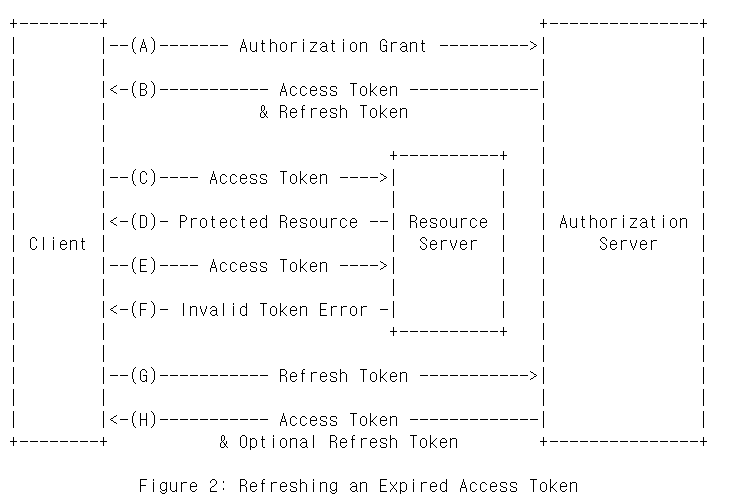 (A) Authorization Grant
(B) Access Token
& Refresh Token
(C) Access Token
(D) Protected Resource Resource Authorization
Client Server Server
(E) Access Token
(F) Invalid Token Error
(G) Refresh Token
(H) Access Token
& Optional Refresh Token
Figure 2: Refreshing an Expired Access Token